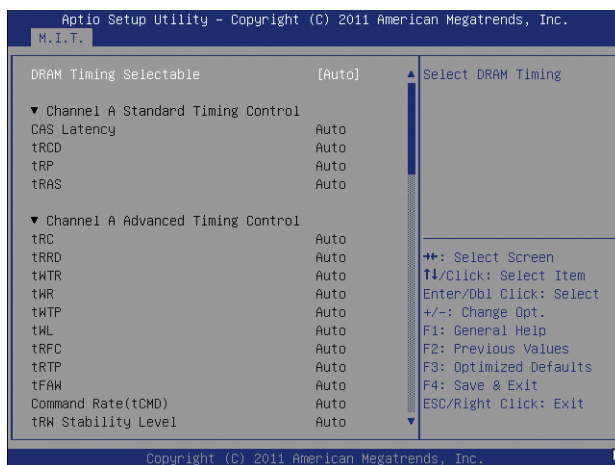 Aptio Setup Utility – Copyright (C) 2011 American Megatrends, Inc.
M.I.T.
DRAM Timing Selectable [Auto]
▼ Channel A Standard Timing Control
CAS Latency Auto
tRCD Auto
tRP Auto
tRAS Auto
▼ Channel A Advanced Timing Control
tRC Auto
tRRD Auto
tWTR Auto
tWR Auto
tWTP Auto
tWL Auto
tRFC Auto
tRTP Auto
tFAW Auto
Command Rate(tCMD) Auto
tRW Stability Level Auto
Select DRAM Timing
→←: Select Screen
↑↓/Click: Select Item
Enter/Dbl Click: Select
+/-: Change Opt.
F1: General Help
F2: Previous Values
F3: Optimized Defaults
F4: Save & Exit
ESC/Right Click: Exit
Copyright (C) 2011 American Megatrends, Inc.